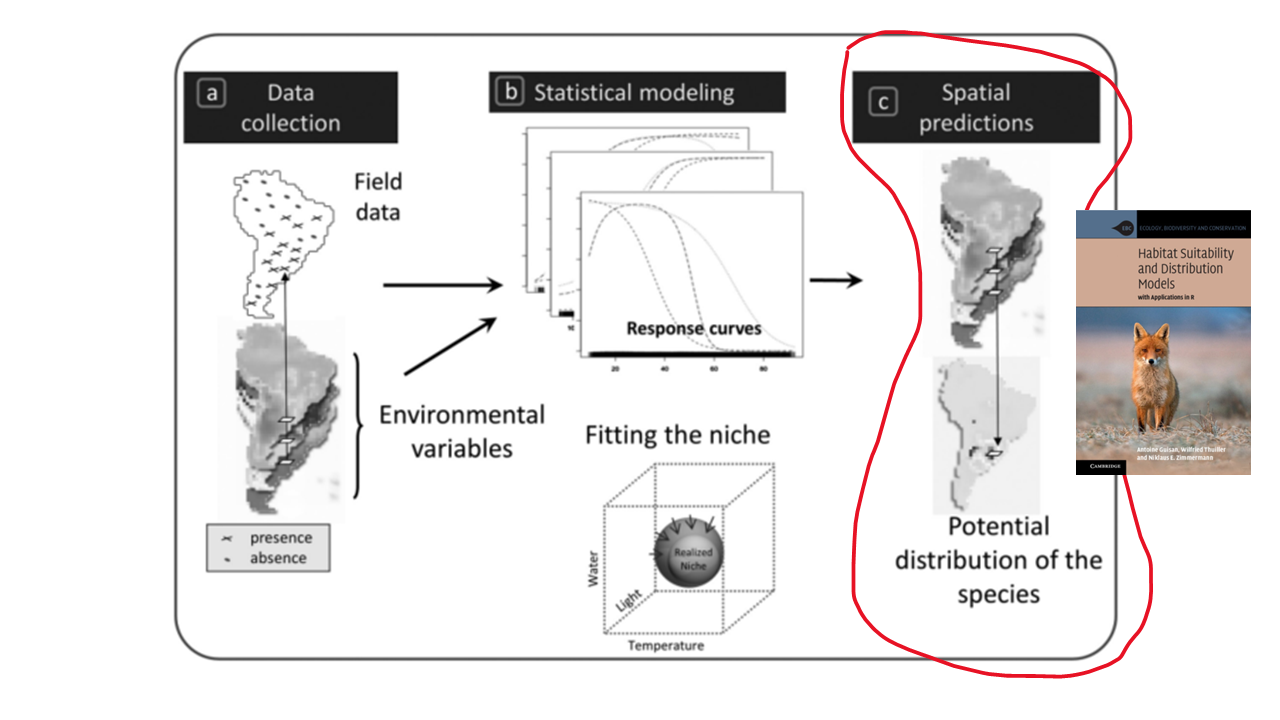 a
Data
collection
Field
data
Environmental
variables
presence
absence
b
Statistical modeling
Response curves
20
40
60
80
Fitting the niche
Realized
Niche
Water
Light
Temperature
c
Spatial
predictions
Potential
distribution of the
species
EBC
ECOLOGY, BIODIVERSITY AND CONSERVATION
Habitat Suitability
and Distribution
Models
with Applications in R
Antoine Guisan, Wilfried Thuiller
and Niklaus E. Zimmermann
CAMBRIDGE